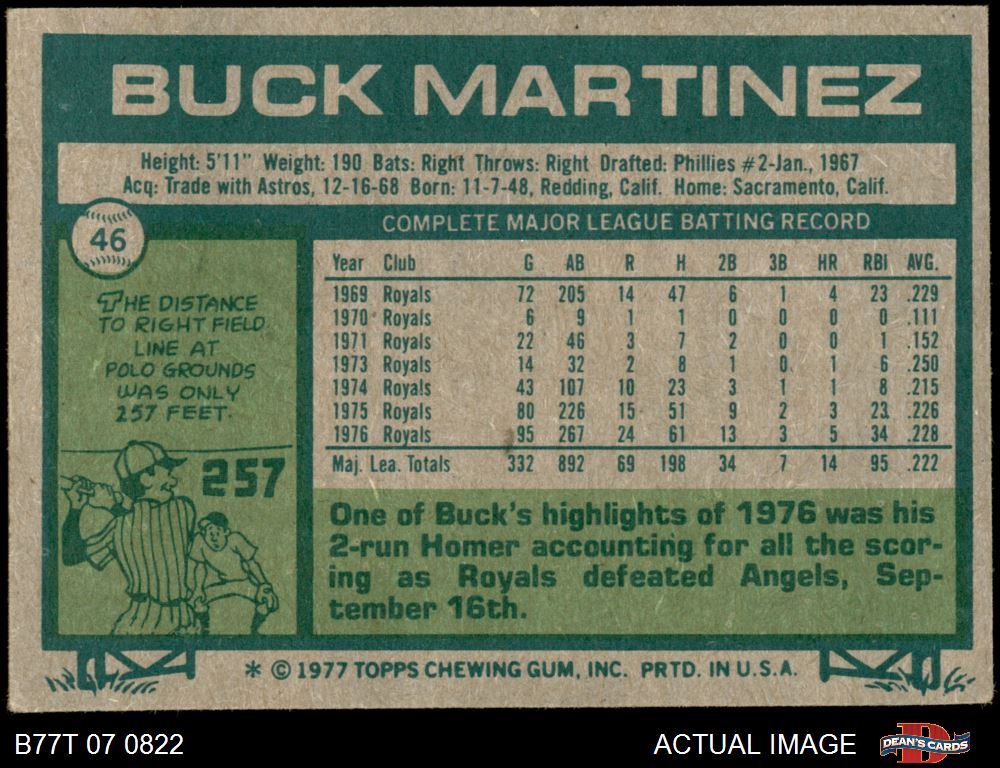 BUCK MARTINEZ
Height: 5'11" Weight: 190 Bats: Right Throws: Right Drafted: Phillies #2-Jan., 1967
Acq: Trade with Astros, 12-16-68 Born: 11-7-48, Redding, Calif. Home: Sacramento, Calif.
46
COMPLETE MAJOR LEAGUE BATTING RECORD
THE DISTANCE
TO RIGHT FIELD
LINE AT
POLO GROUNDS
WAS ONLY
257 FEET.
257
Year Club G AB R H 2B 3B HR RBI AVG.
1969 Royals 72 205 14 47 6 1 4 23 .229
1970 Royals 6 9 1 1 0 0 0 0 .111
1971 Royals 22 46 3 7 2 0 0 1 .152
1973 Royals 14 32 2 8 1 0 1 6 .250
1974 Royals 43 107 10 23 3 1 1 8 .215
1975 Royals 80 226 15 51 9 2 3 23 .226
1976 Royals 95 267 24 61 13 3 5 34 .228
Maj. Lea. Totals 332 892 69 198 34 7 14 95 .222
One of Buck's highlights of 1976 was his
2-run Homer accounting for all the scor-
ing as Royals defeated Angels, Sep-
tember 16th.
* © 1977 TOPPS CHEWING GUM, INC. PRTD. IN U.S.A.
B77T 07 0822
ACTUAL IMAGE
DEAN'S CARDS